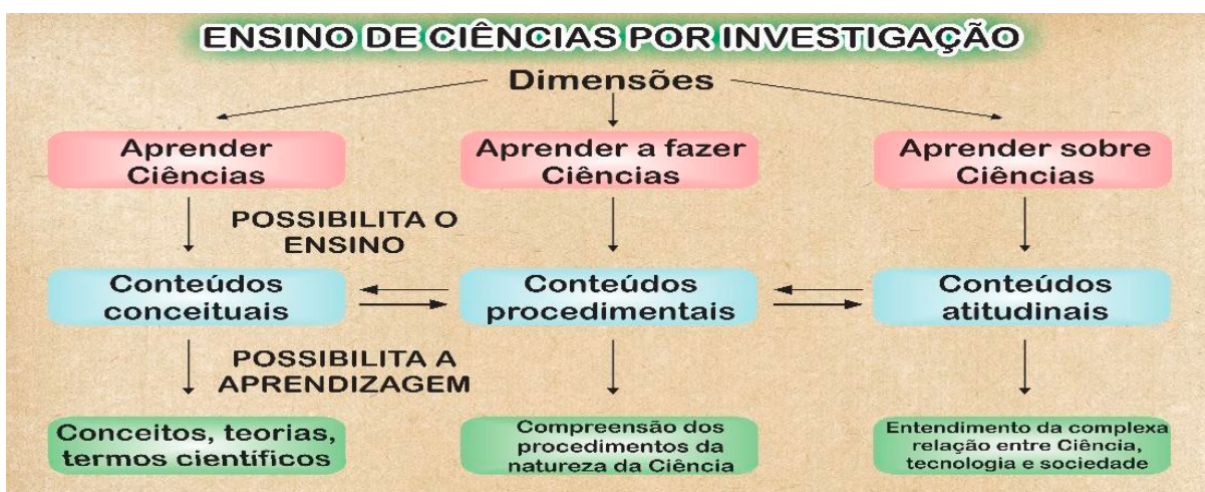 ENSINO DE CIÊNCIAS POR INVESTIGAÇÃO
Dimensões
Aprender
Ciências
Aprender a fazer
Ciências
Aprender sobre
Ciências
POSSIBILITA O
ENSINO
Conteúdos
conceituais
Conteúdos
procedimentais
Conteúdos
atitudinais
POSSIBILITA A
APRENDIZAGEM
Conceitos, teorias,
termos científicos
Compreensão dos
procedimentos da
natureza da Ciência
Entendimento da complexa
relação entre Ciência,
tecnologia e sociedade